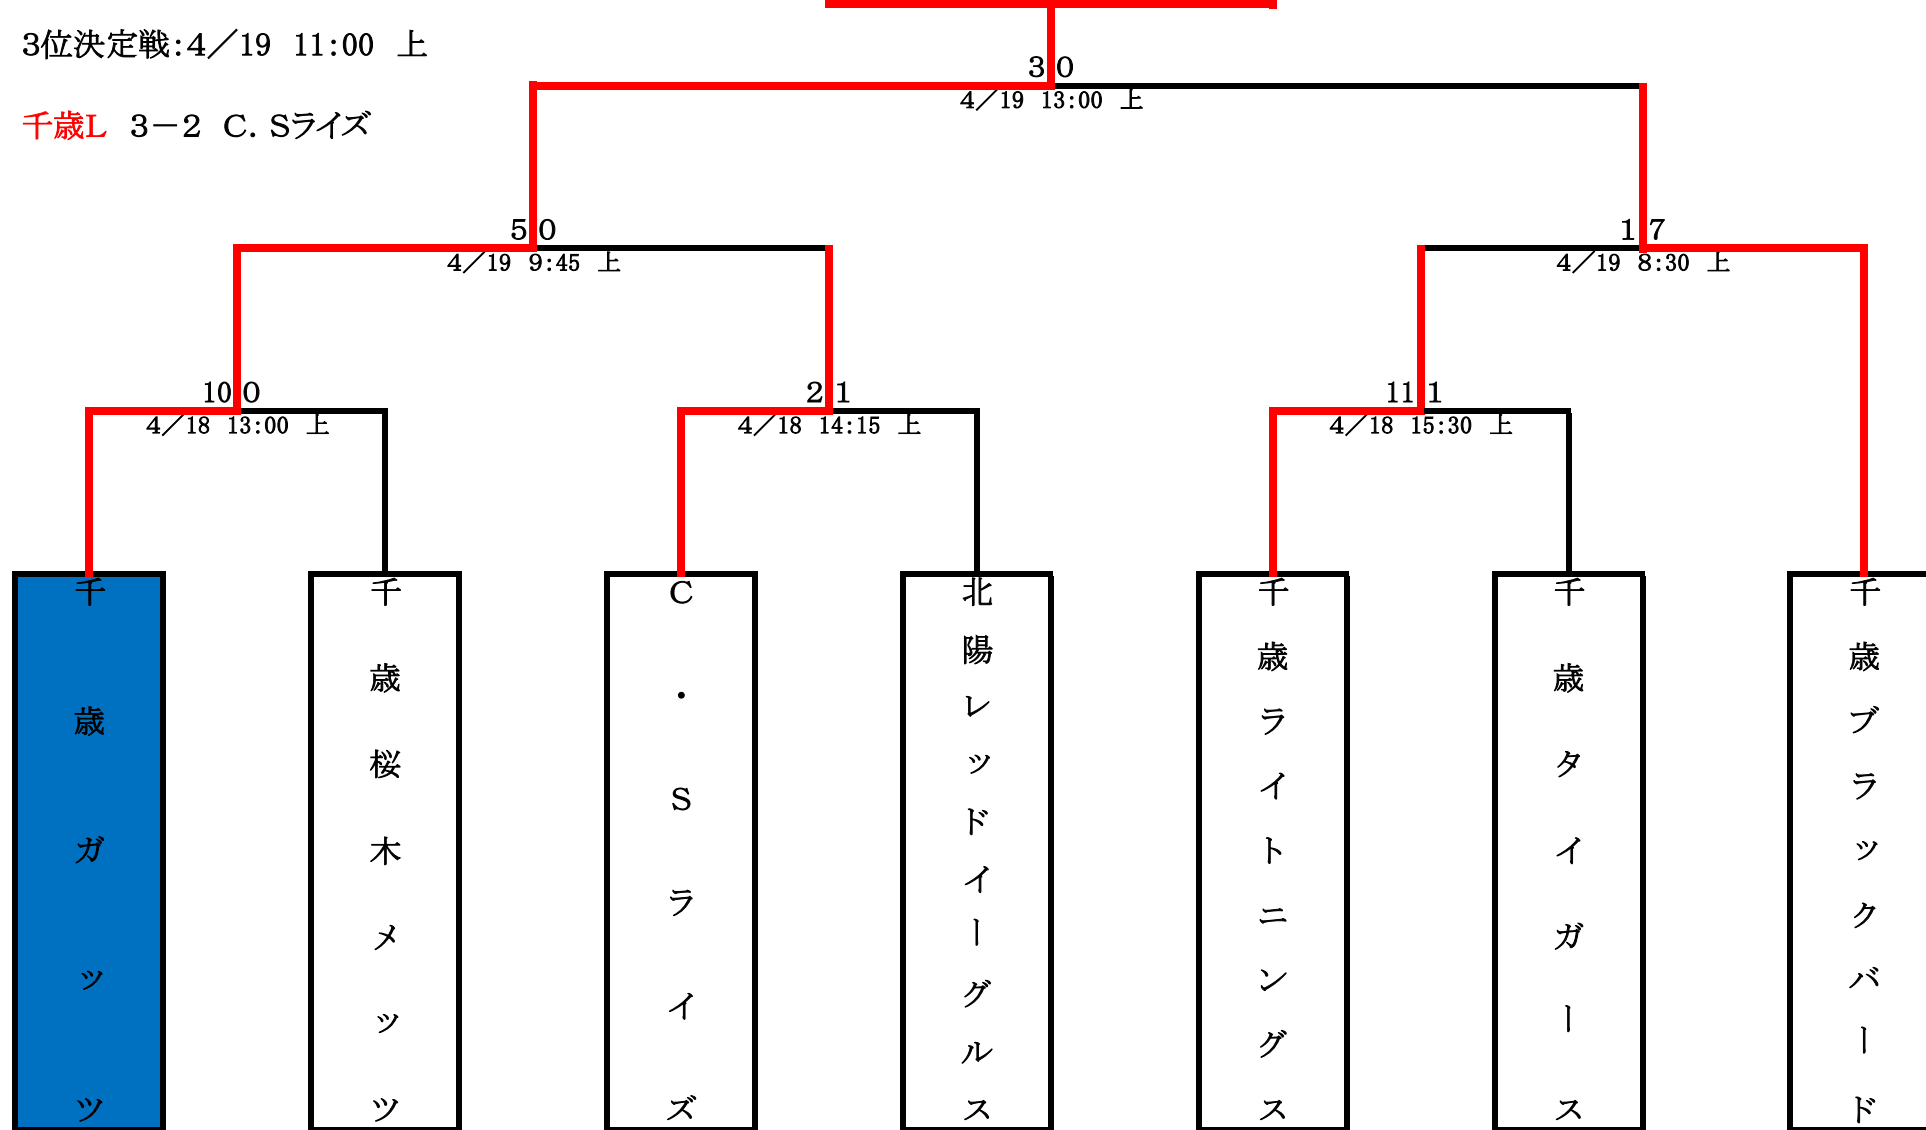 3位決定戦:4／19 11:00 上
3 0
4／19 13:00 上
千歳L 3－2 C.Sライズ
5 0
4／19 9:45 上
1 7
4／19 8:30 上
10 0
4／18 13:00 上
2 1
4／18 14:15 上
11 1
4／18 15:30 上
千歳ガッツ
千歳桜木メッツ
C・Sライズ
北陽レッドイーグルス
千歳ライトニングス
千歳タイガース
千歳ブラックバード